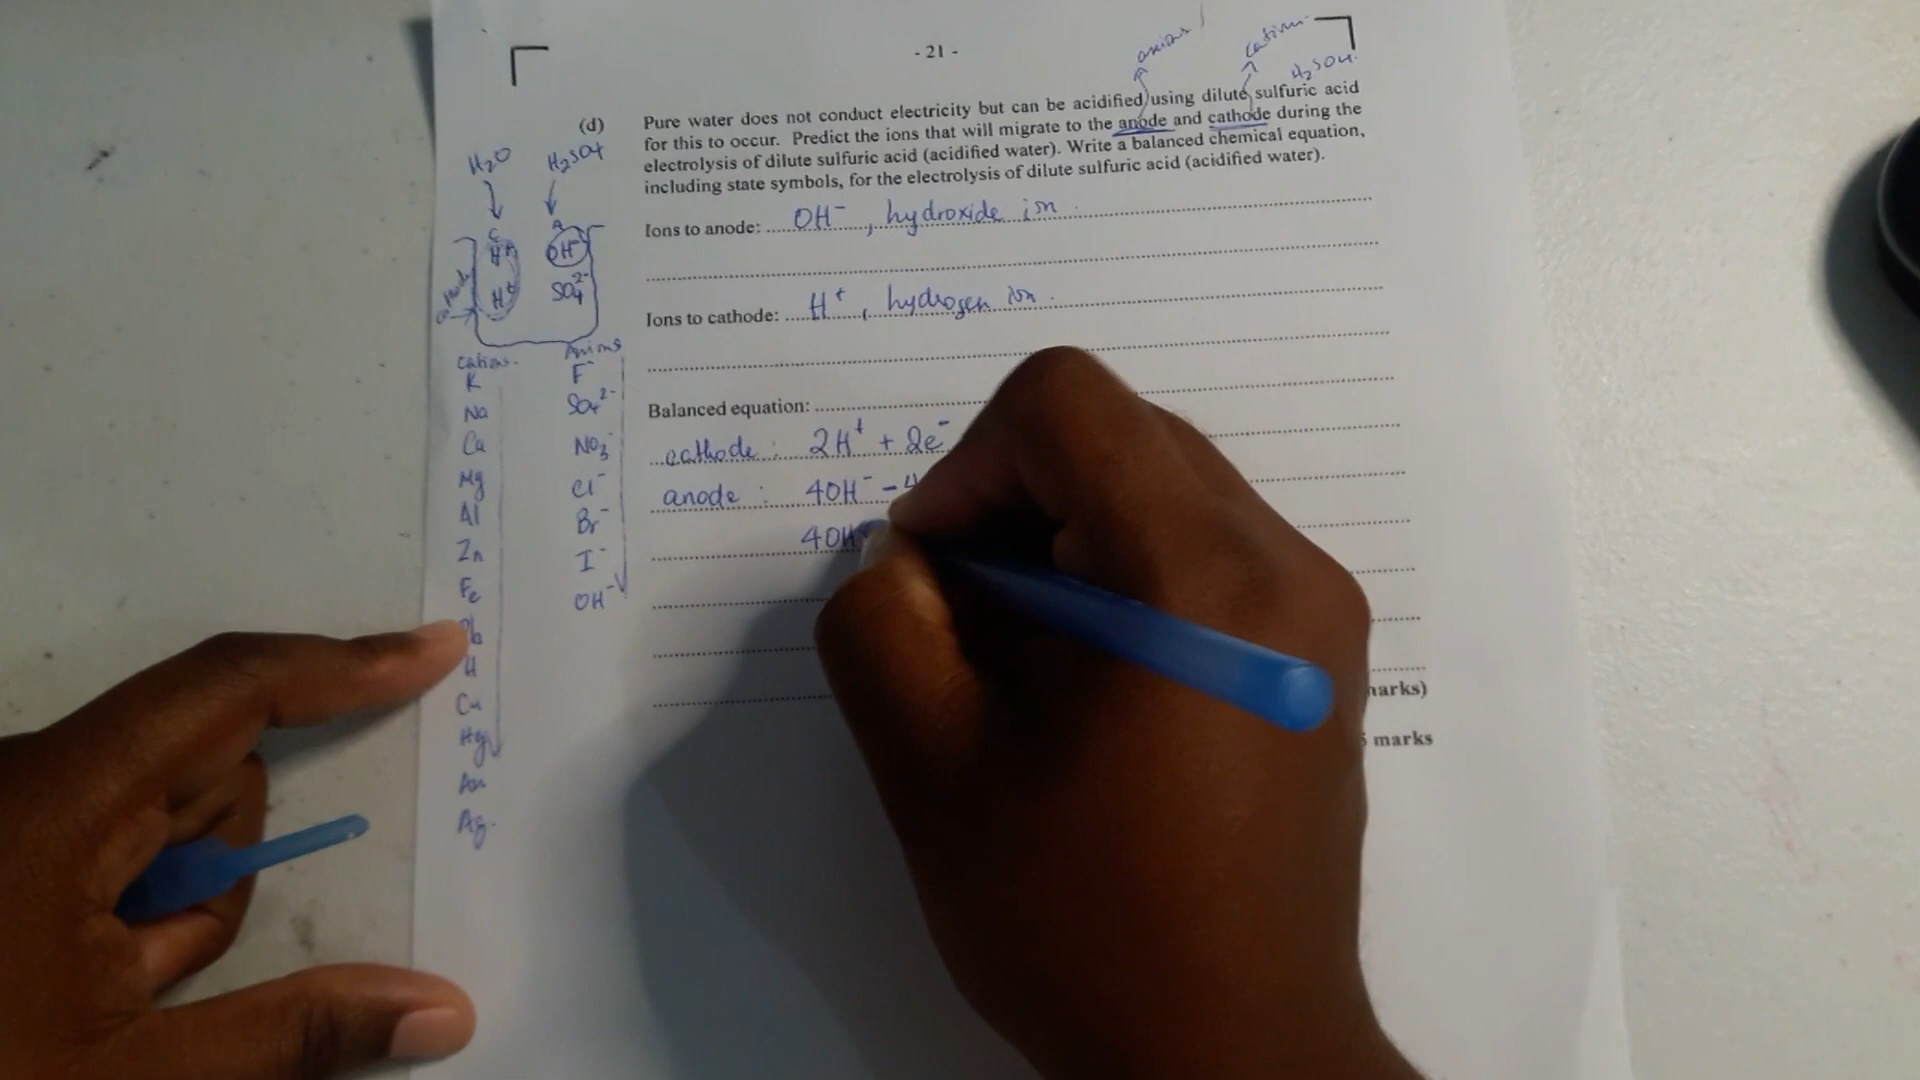 - 21 -
anions
cations
H2SO4.
(d) Pure water does not conduct electricity but can be acidified using dilute sulfuric acid
for this to occur. Predict the ions that will migrate to the anode and cathode during the
electrolysis of dilute sulfuric acid (acidified water). Write a balanced chemical equation,
including state symbols, for the electrolysis of dilute sulfuric acid (acidified water).
H2O H2SO4
C A
H+ OH-
H+ SO4 2-
Ions to anode: OH-, hydroxide ion
Ions to cathode: H+, hydrogen ion.
Balanced equation:
cathode : 2H+ + 2e-
anode : 4OH- - 4
4OH
Cations. Anions
K F-
Na SO4 2-
Ca NO3-
Mg Cl-
Al Br-
Zn I-
Fe OH-
Pb
H
Cu
Hg
Au
Ag.
marks)
marks